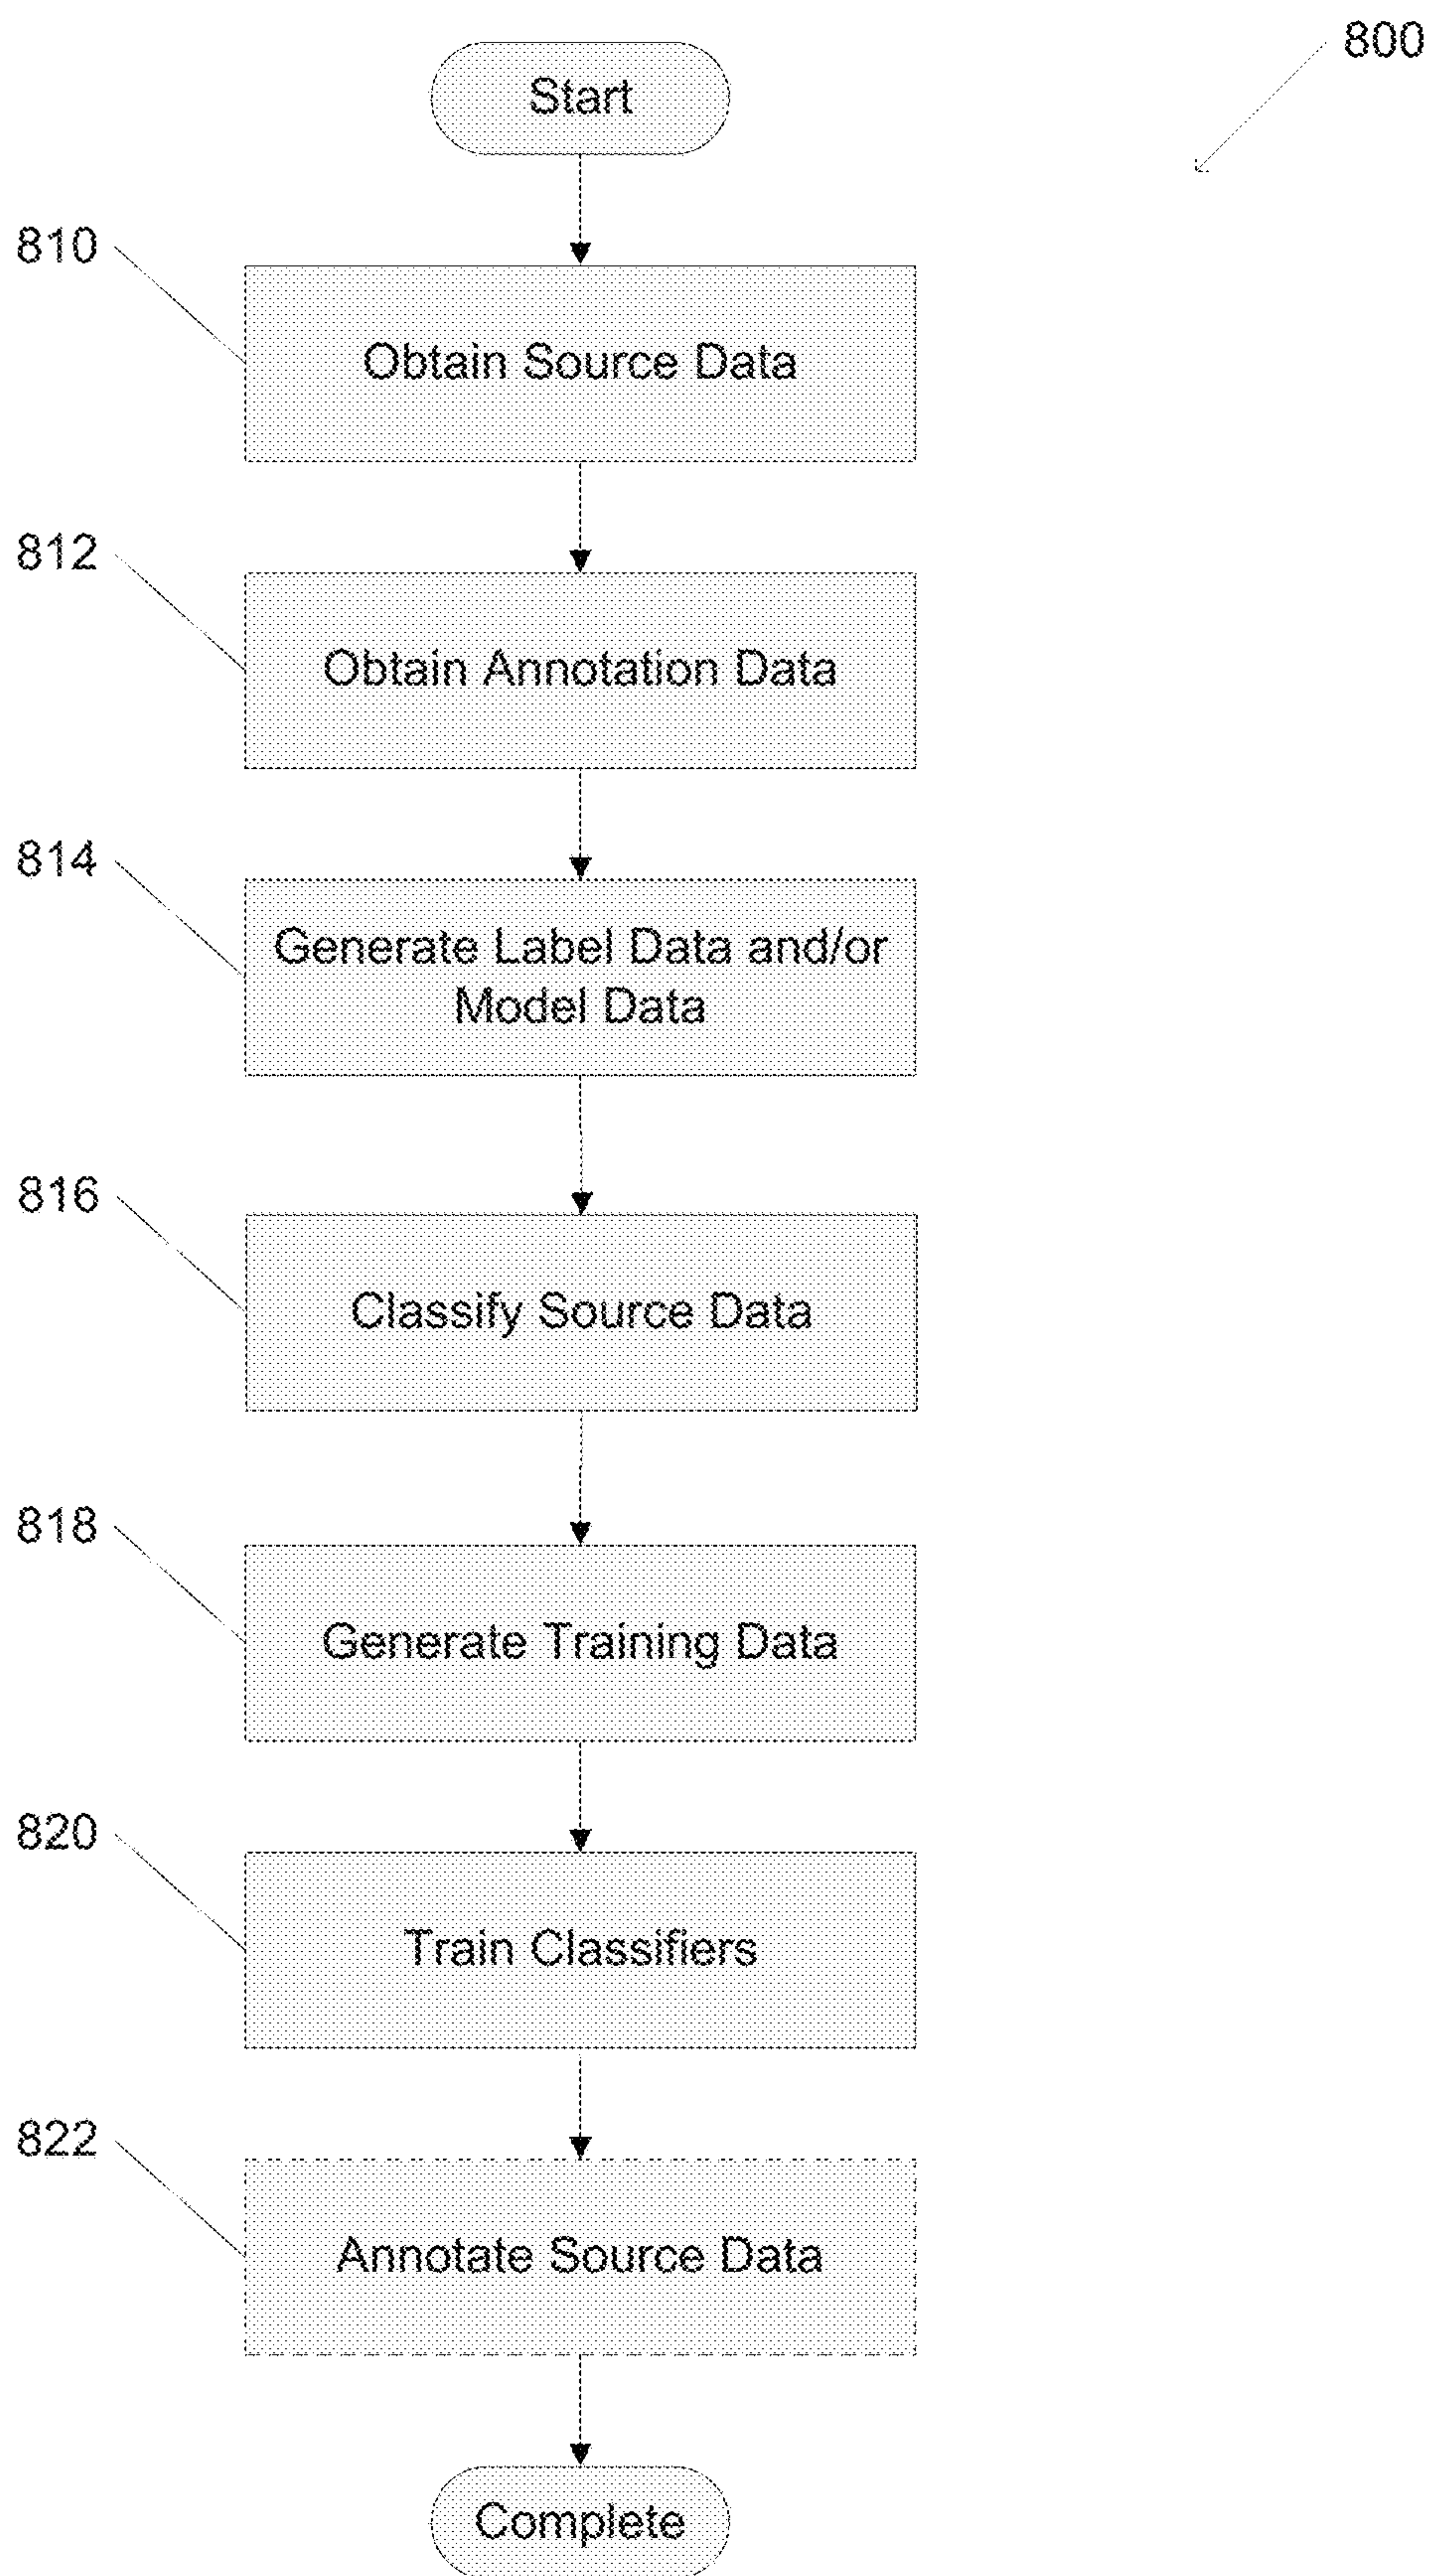 800
Start
810
Obtain Source Data
812
Obtain Annotation Data
814
Generate Label Data and/or
Model Data
816
Classify Source Data
818
Generate Training Data
820
Train Classifiers
822
Annotate Source Data
Complete